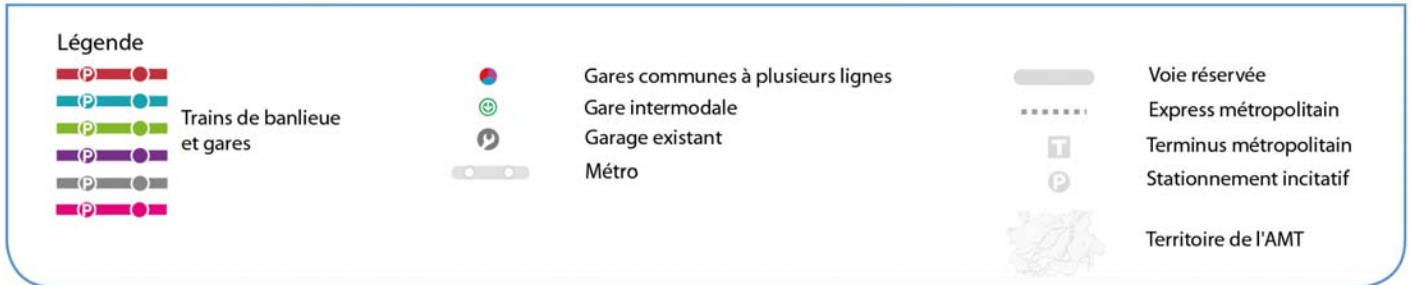 Légende
P
P
P
P
P
P
Trains de banlieue
et gares
Gares communes à plusieurs lignes
Gare intermodale
Garage existant
Métro
Voie réservée
Express métropolitain
T
Terminus métropolitain
P
Stationnement incitatif
Territoire de l'AMT